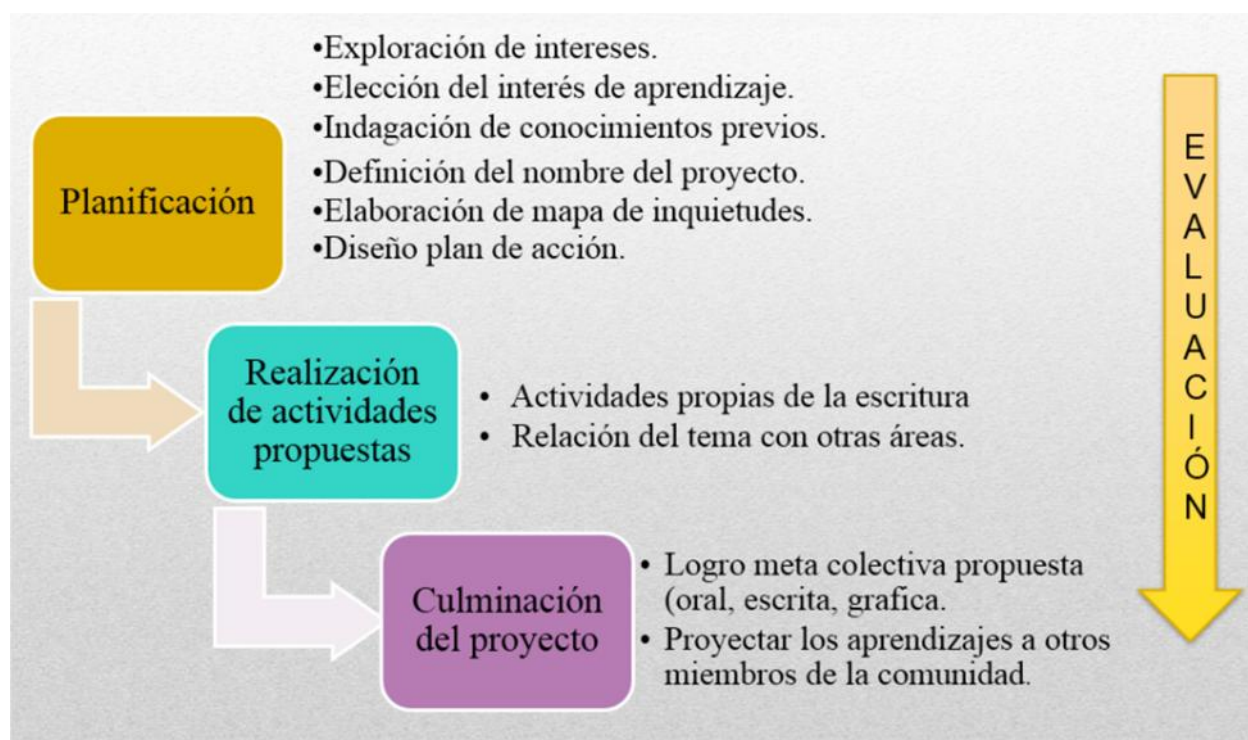 •Exploración de intereses.
•Elección del interés de aprendizaje.
•Indagación de conocimientos previos.
•Definición del nombre del proyecto.
•Elaboración de mapa de inquietudes.
•Diseño plan de acción.
Planificación
Realización
de actividades
propuestas
• Actividades propias de la escritura
• Relación del tema con otras áreas.
Culminación
del proyecto
• Logro meta colectiva propuesta
(oral, escrita, grafica.
• Proyectar los aprendizajes a otros
miembros de la comunidad.
EVALUACIÓN